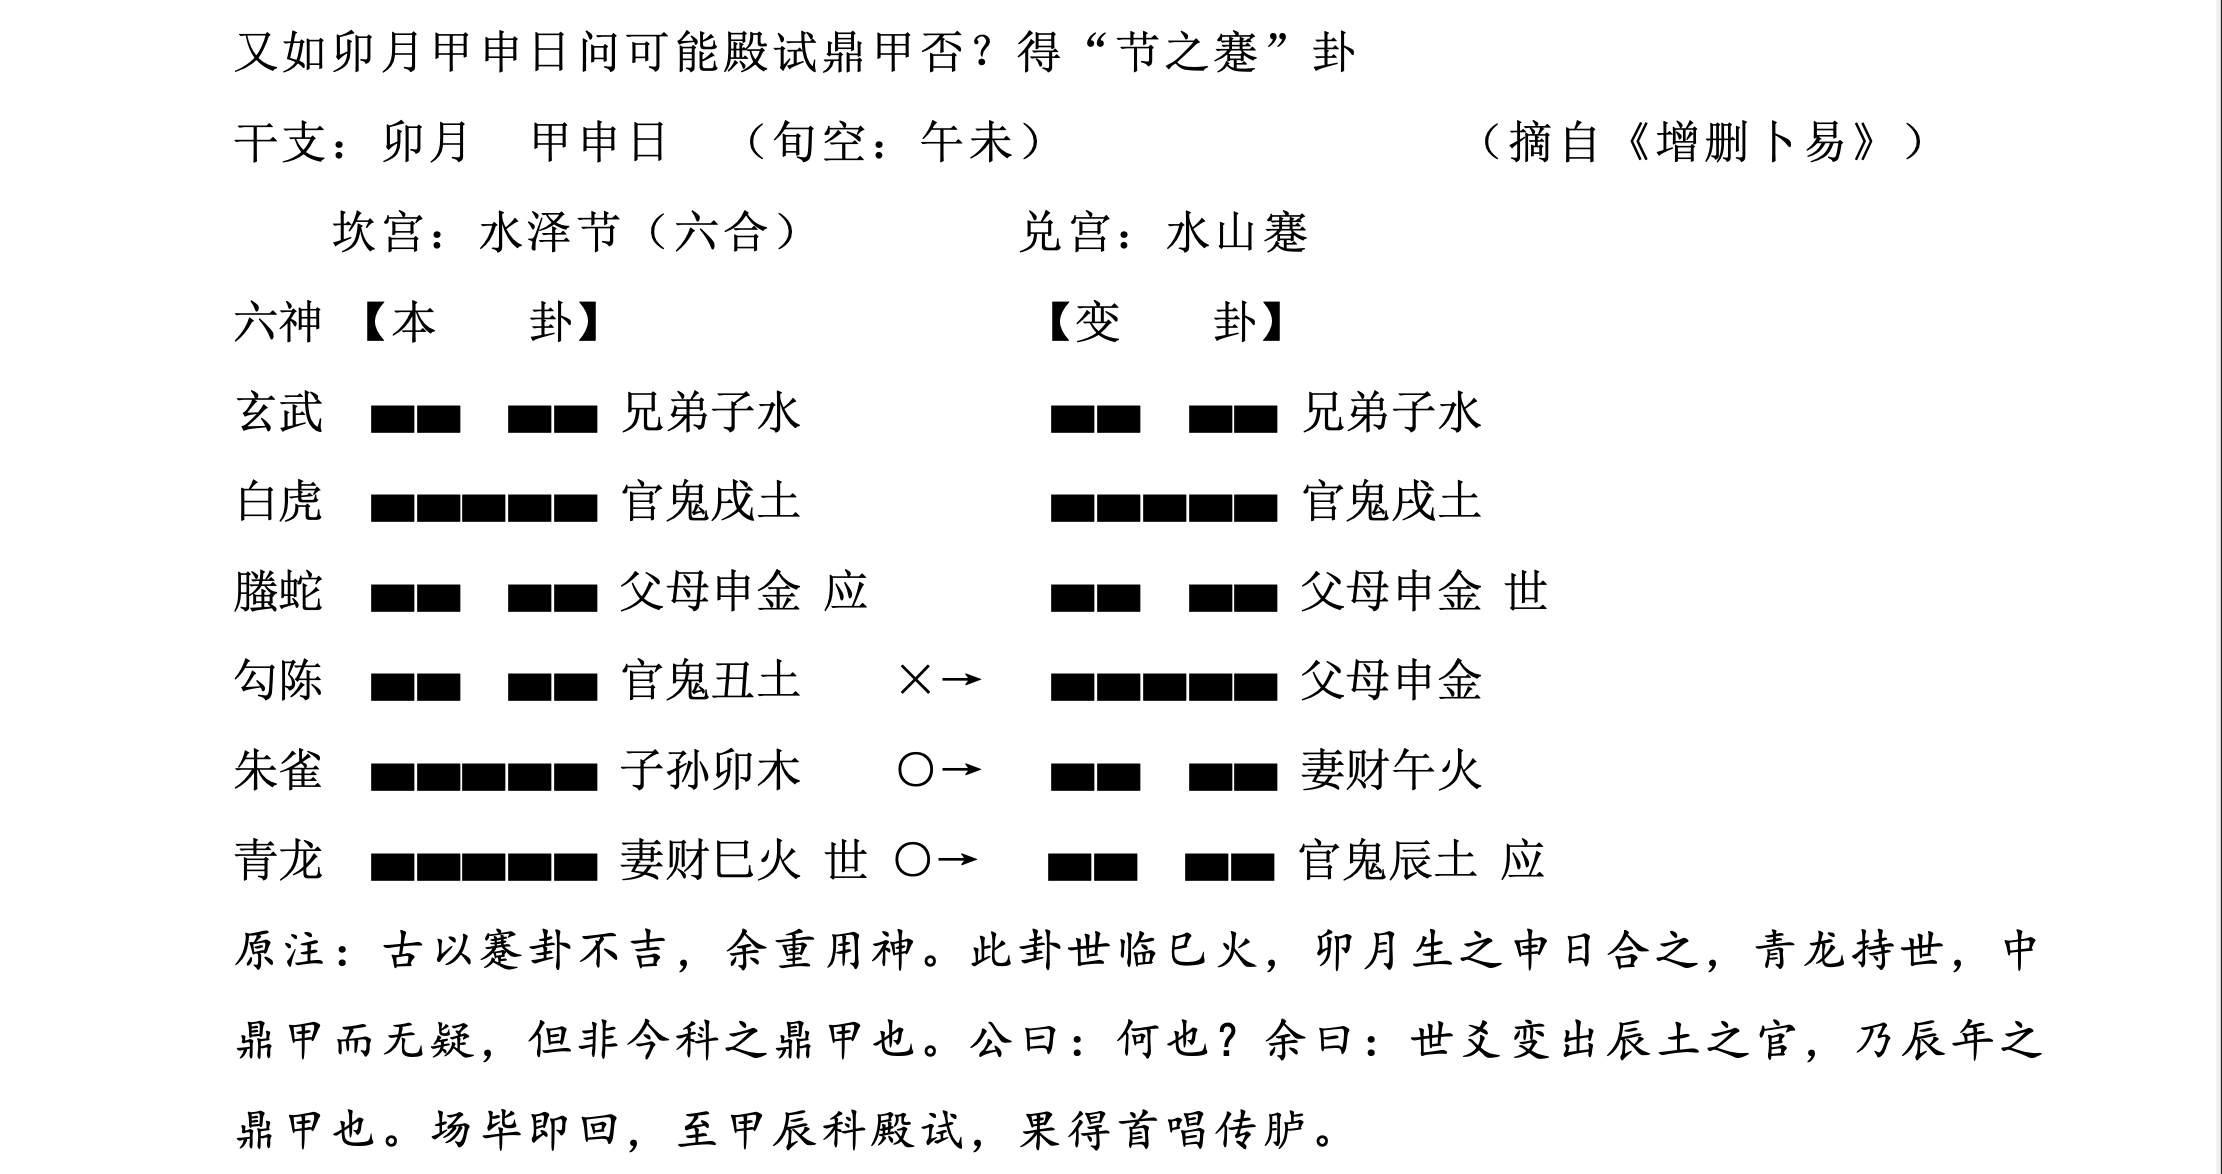 又如卯月甲申日问可能殿试鼎甲否？得“节之蹇”卦
干支：卯月 甲申日 （旬空：午未） （摘自《增删卜易》）
坎宫：水泽节（六合） 兑宫：水山蹇
六神 【本 卦】 【变 卦】
玄武 ▅▅ ▅▅ 兄弟子水 ▅▅ ▅▅ 兄弟子水
白虎 ▅▅▅▅▅ 官鬼戌土 ▅▅▅▅▅ 官鬼戌土
螣蛇 ▅▅ ▅▅ 父母申金 应 ▅▅ ▅▅ 父母申金 世
勾陈 ▅▅ ▅▅ 官鬼丑土 ×→ ▅▅▅▅▅ 父母申金
朱雀 ▅▅▅▅▅ 子孙卯木 ○→ ▅▅ ▅▅ 妻财午火
青龙 ▅▅▅▅▅ 妻财巳火 世 ○→ ▅▅ ▅▅ 官鬼辰土 应
原注：古以蹇卦不吉，余重用神。此卦世临巳火，卯月生之申日合之，青龙持世，中
鼎甲而无疑，但非今科之鼎甲也。公曰：何也？余曰：世爻变出辰土之官，乃辰年之
鼎甲也。场毕即回，至甲辰科殿试，果得首唱传胪。